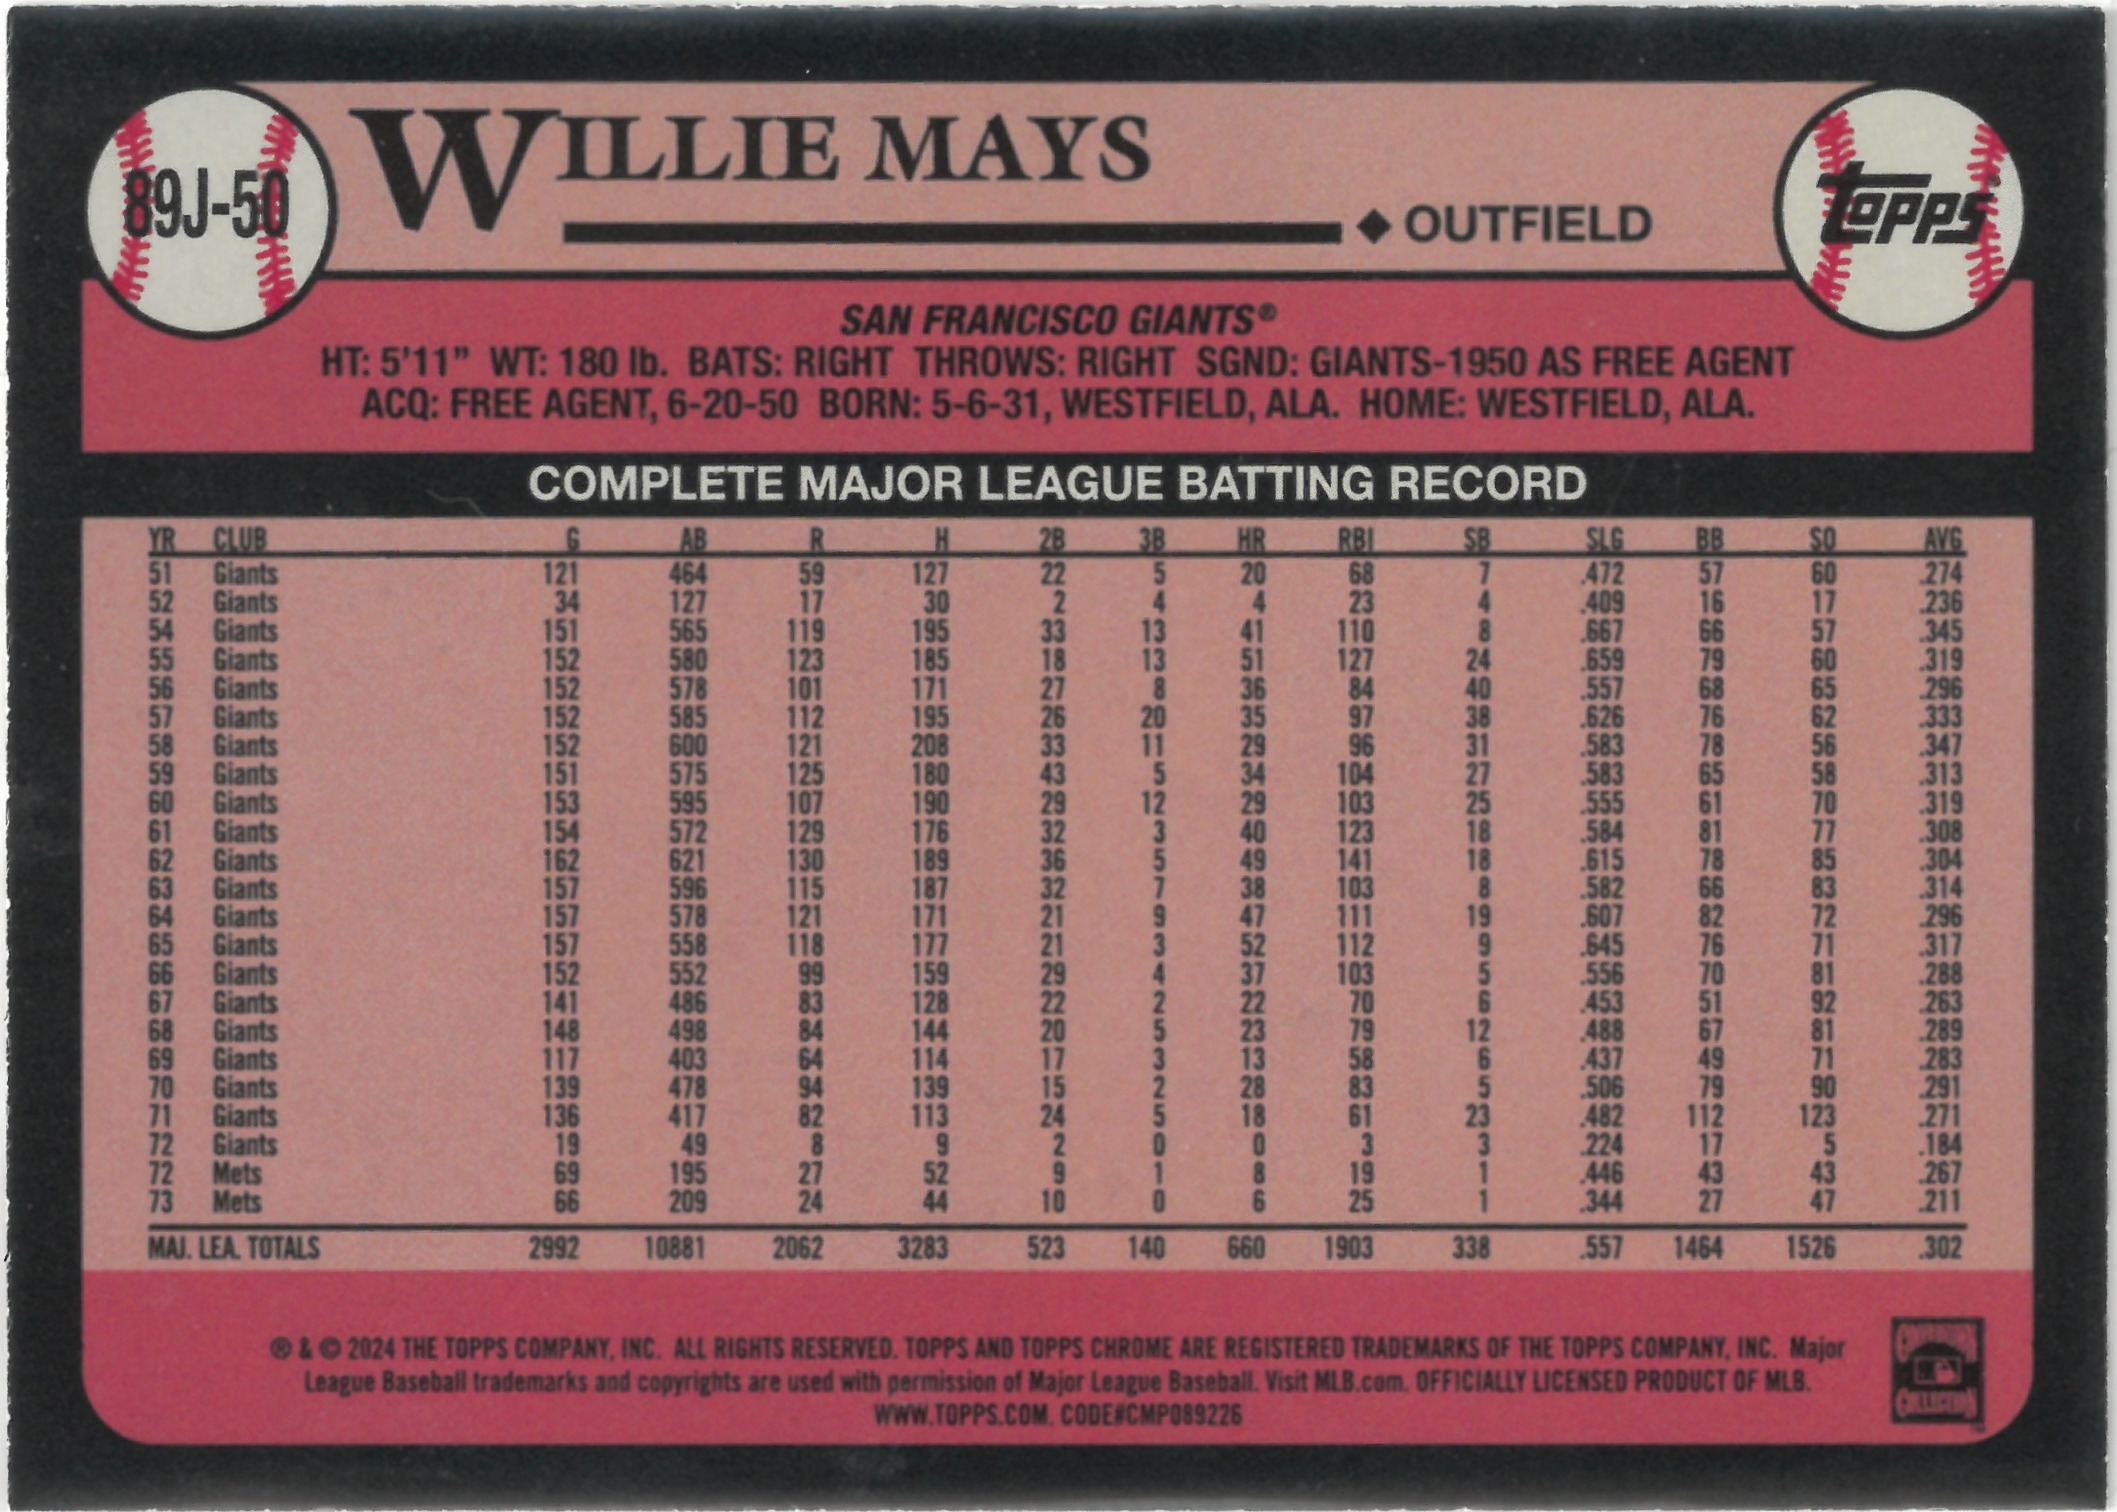 89J-50
WILLIE MAYS
◆ OUTFIELD
topps
SAN FRANCISCO GIANTS®
HT: 5'11" WT: 180 lb. BATS: RIGHT THROWS: RIGHT SGND: GIANTS-1950 AS FREE AGENT
ACQ: FREE AGENT, 6-20-50 BORN: 5-6-31, WESTFIELD, ALA. HOME: WESTFIELD, ALA.
COMPLETE MAJOR LEAGUE BATTING RECORD
YR CLUB G AB R H 2B 3B HR RBI SB SLG BB SO AVG
51 Giants 121 464 59 127 22 5 20 68 7 .472 57 60 .274
52 Giants 34 127 17 30 2 4 4 23 4 .409 16 17 .236
54 Giants 151 565 119 195 33 13 41 110 8 .667 66 57 .345
55 Giants 152 580 123 185 18 13 51 127 24 .659 79 60 .319
56 Giants 152 578 101 171 27 8 36 84 40 .557 68 65 .296
57 Giants 152 585 112 195 26 20 35 97 38 .626 76 62 .333
58 Giants 152 600 121 208 33 11 29 96 31 .583 78 56 .347
59 Giants 151 575 125 180 43 5 34 104 27 .583 65 58 .313
60 Giants 153 595 107 190 29 12 29 103 25 .555 61 70 .319
61 Giants 154 572 129 176 32 3 40 123 18 .584 81 77 .308
62 Giants 162 621 130 189 36 5 49 141 18 .615 78 85 .304
63 Giants 157 596 115 187 32 7 38 103 8 .582 66 83 .314
64 Giants 157 578 121 171 21 9 47 111 19 .607 82 72 .296
65 Giants 157 558 118 177 21 3 52 112 9 .645 76 71 .317
66 Giants 152 552 99 159 29 4 37 103 5 .556 70 81 .288
67 Giants 141 486 83 128 22 2 22 70 6 .453 51 92 .263
68 Giants 148 498 84 144 20 5 23 79 12 .488 67 81 .289
69 Giants 117 403 64 114 17 3 13 58 6 .437 49 71 .283
70 Giants 139 478 94 139 15 2 28 83 5 .506 79 90 .291
71 Giants 136 417 82 113 24 5 18 61 23 .482 112 123 .271
72 Giants 19 49 8 9 2 0 0 3 3 .224 17 5 .184
72 Mets 69 195 27 52 9 1 8 19 1 .446 43 43 .267
73 Mets 66 209 24 44 10 0 6 25 1 .344 27 47 .211
MAJ. LEA. TOTALS 2992 10881 2062 3283 523 140 660 1903 338 .557 1464 1526 .302
® & © 2024 THE TOPPS COMPANY, INC. ALL RIGHTS RESERVED. TOPPS AND TOPPS CHROME ARE REGISTERED TRADEMARKS OF THE TOPPS COMPANY, INC. Major
League Baseball trademarks and copyrights are used with permission of Major League Baseball. Visit MLB.com. OFFICIALLY LICENSED PRODUCT OF MLB.
WWW.TOPPS.COM. CODE#CMP089226
COOPERSTOWN
COLLECTION